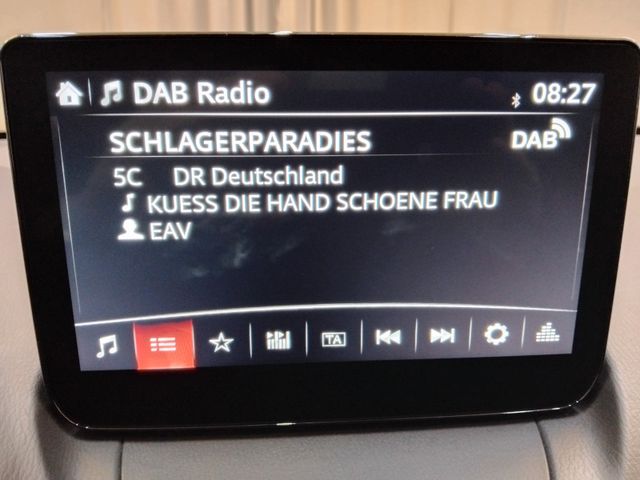 DAB Radio 08:27
SCHLAGERPARADIES DAB
5C DR Deutschland
KUESS DIE HAND SCHOENE FRAU
EAV
TA